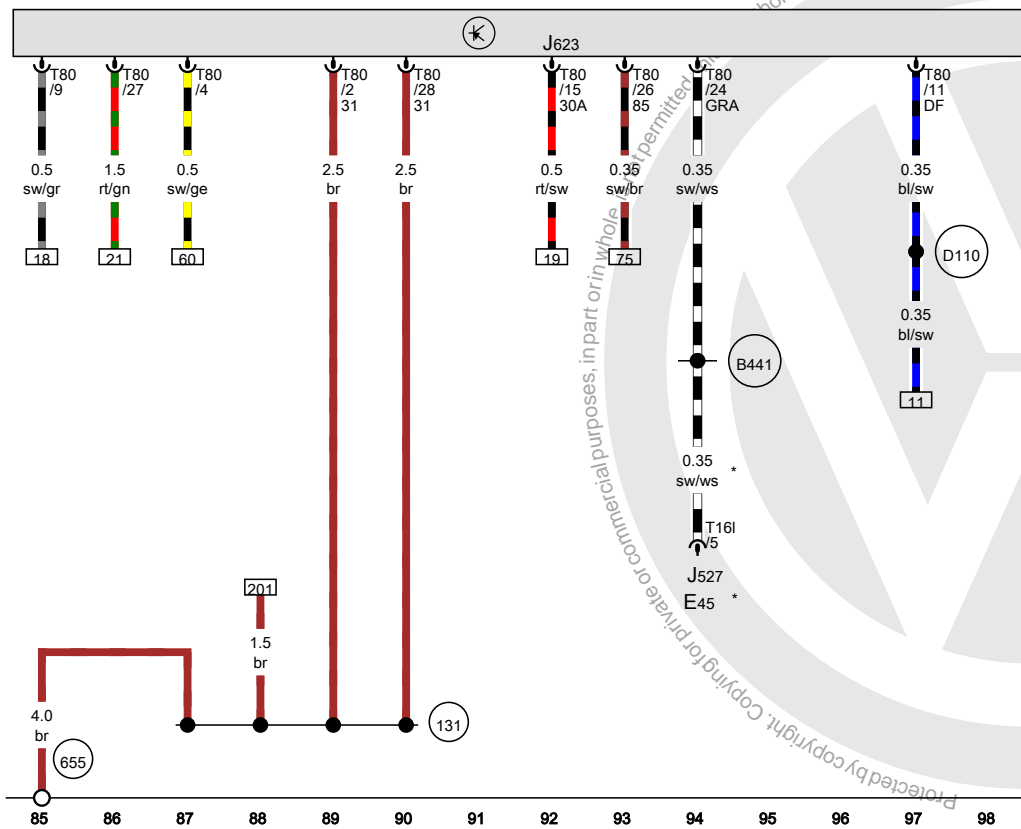 J623
T80 T80 T80 T80 T80 T80 T80 T80 T80
/9 /27 /4 /2 /28 /15 /26 /24 /11
31 31 30A 85 GRA DF
0.5 1.5 0.5 2.5 2.5 0.5 0.35 0.35 0.35
sw/gr rt/gn sw/ge br br rt/sw sw/br sw/ws bl/sw
18 21 60 19 75 D110
0.35
bl/sw
B441
11
0.35
sw/ws *
T16l
/5
J527
E45 *
201
1.5
br
4.0
br
131
655
85 86 87 88 89 90 91 92 93 94 95 96 97 98
Protected by copyright. Copying for private or commercial purposes, in part or in whole, is not permitted